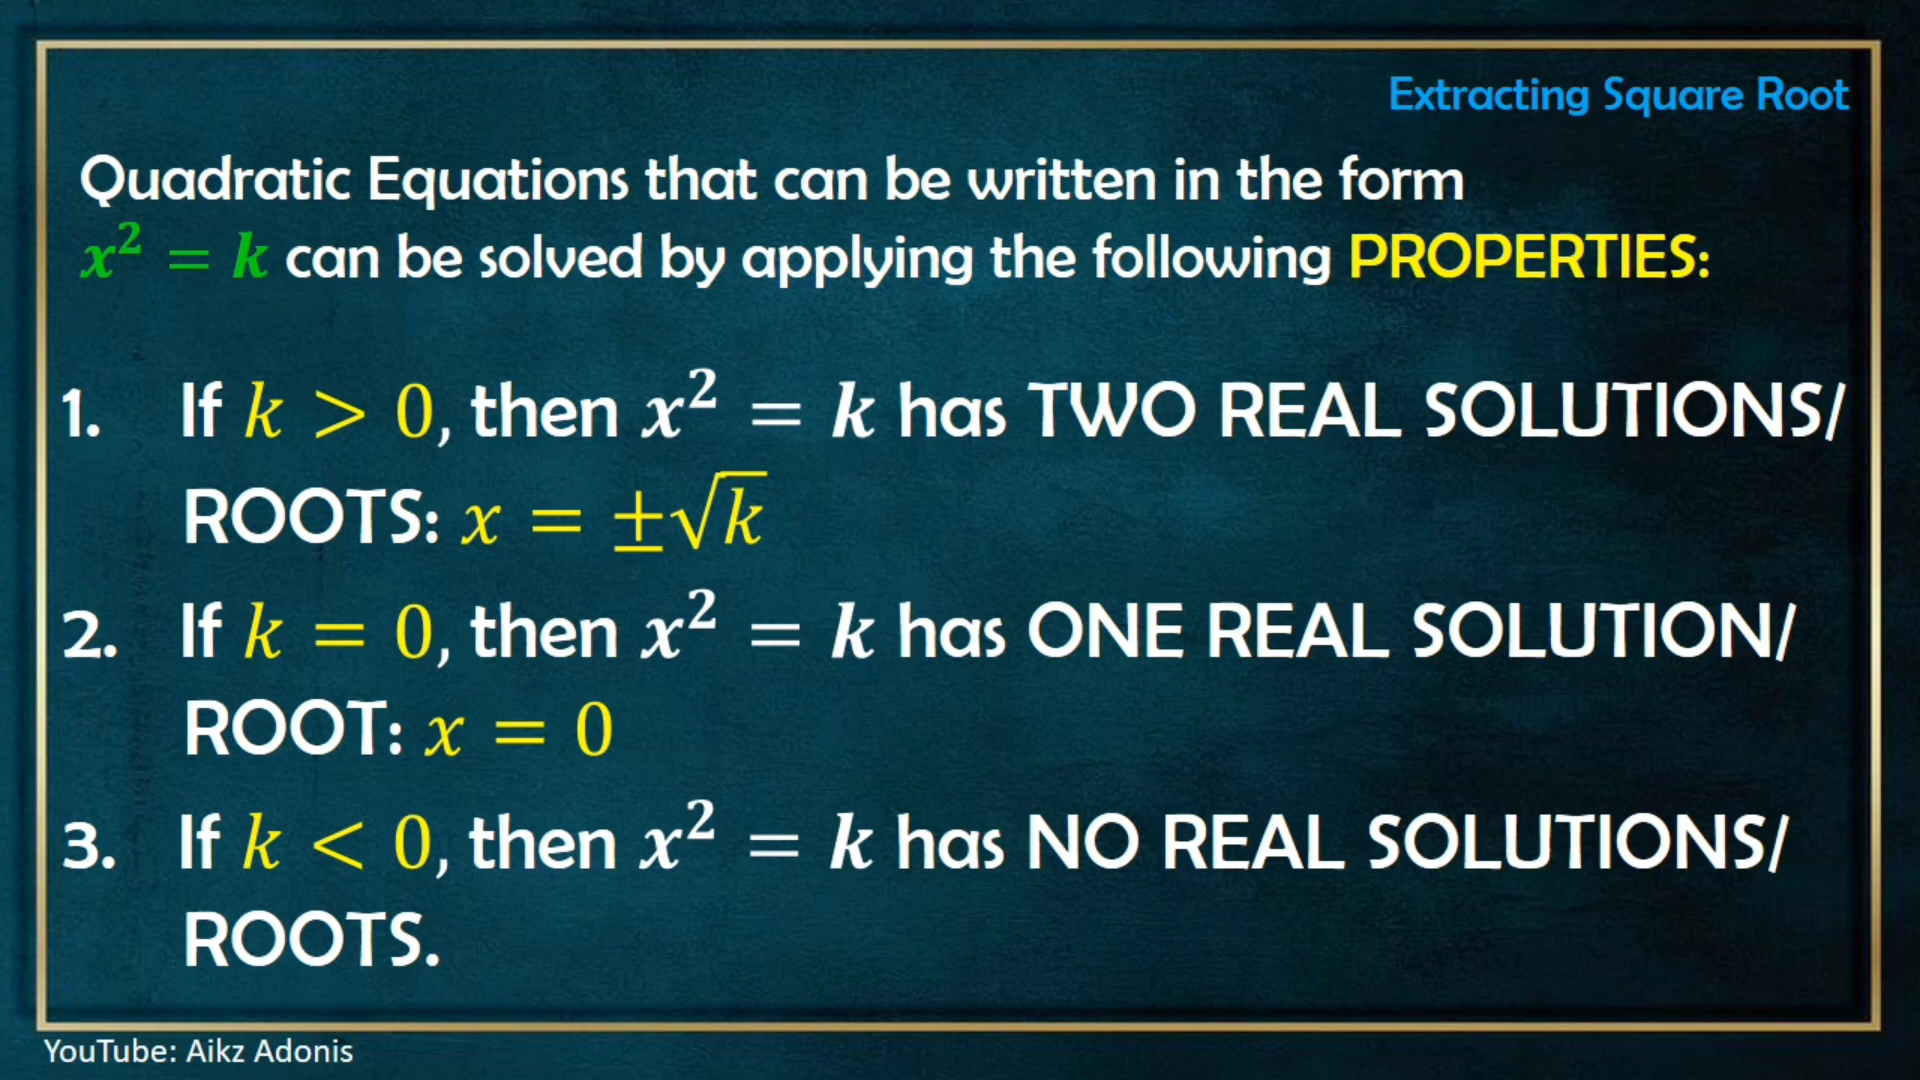 Extracting Square Root
Quadratic Equations that can be written in the form
x² = k can be solved by applying the following PROPERTIES:
1. If k > 0, then x² = k has TWO REAL SOLUTIONS/
ROOTS: x = ±√k
2. If k = 0, then x² = k has ONE REAL SOLUTION/
ROOT: x = 0
3. If k < 0, then x² = k has NO REAL SOLUTIONS/
ROOTS.
YouTube: Aikz Adonis